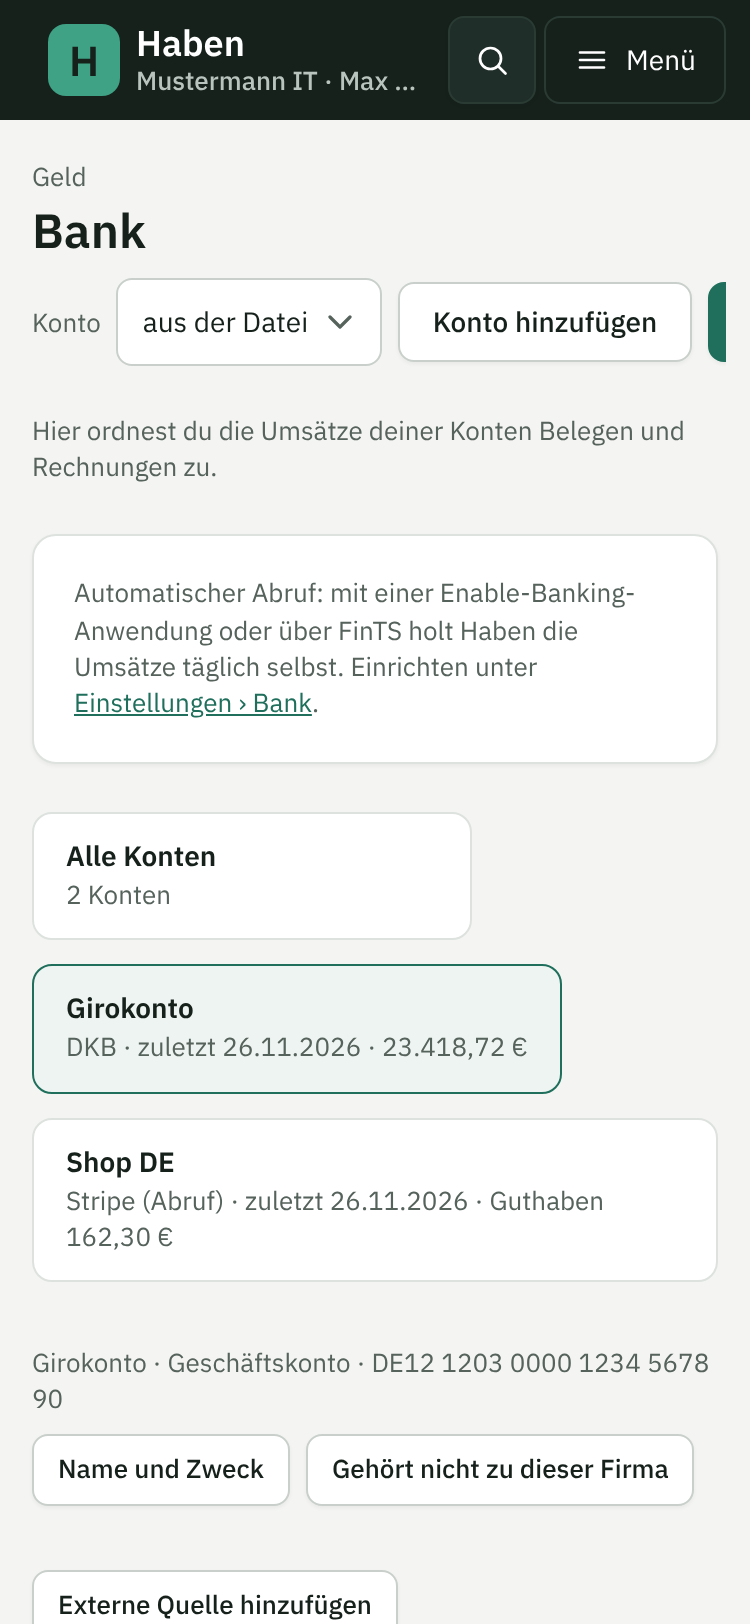 H
Haben
Mustermann IT · Max ...
Menü
Geld
Bank
Konto
aus der Datei
Konto hinzufügen
Hier ordnest du die Umsätze deiner Konten Belegen und
Rechnungen zu.
Automatischer Abruf: mit einer Enable-Banking-
Anwendung oder über FinTS holt Haben die
Umsätze täglich selbst. Einrichten unter
Einstellungen › Bank.
Alle Konten
2 Konten
Girokonto
DKB · zuletzt 26.11.2026 · 23.418,72 €
Shop DE
Stripe (Abruf) · zuletzt 26.11.2026 · Guthaben
162,30 €
Girokonto · Geschäftskonto · DE12 1203 0000 1234 5678
90
Name und Zweck
Gehört nicht zu dieser Firma
Externe Quelle hinzufügen